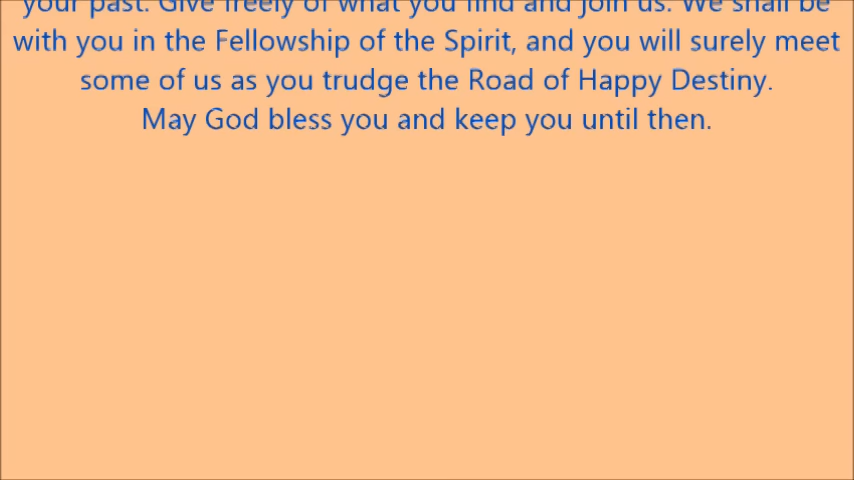 your past. Give freely of what you find and join us. We shall be
with you in the Fellowship of the Spirit, and you will surely meet
some of us as you trudge the Road of Happy Destiny.
May God bless you and keep you until then.